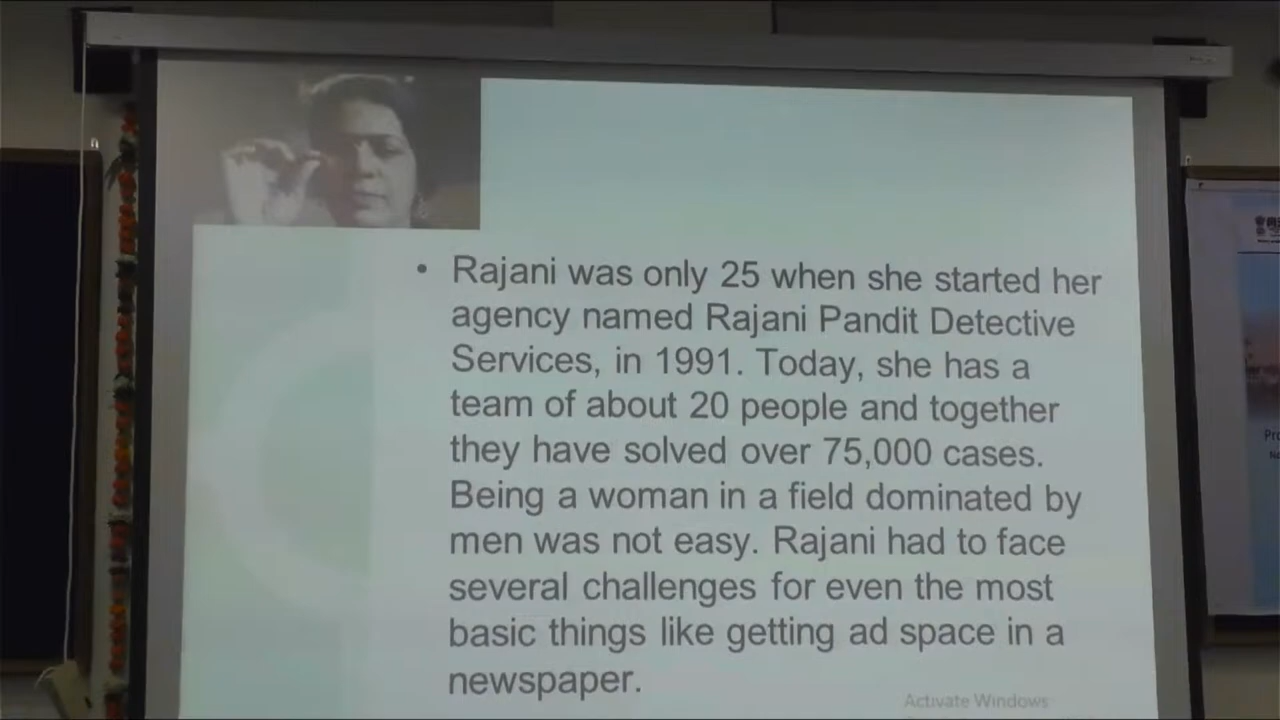 • Rajani was only 25 when she started her
agency named Rajani Pandit Detective
Services, in 1991. Today, she has a
team of about 20 people and together
they have solved over 75,000 cases.
Being a woman in a field dominated by
men was not easy. Rajani had to face
several challenges for even the most
basic things like getting ad space in a
newspaper.
Activate Windows